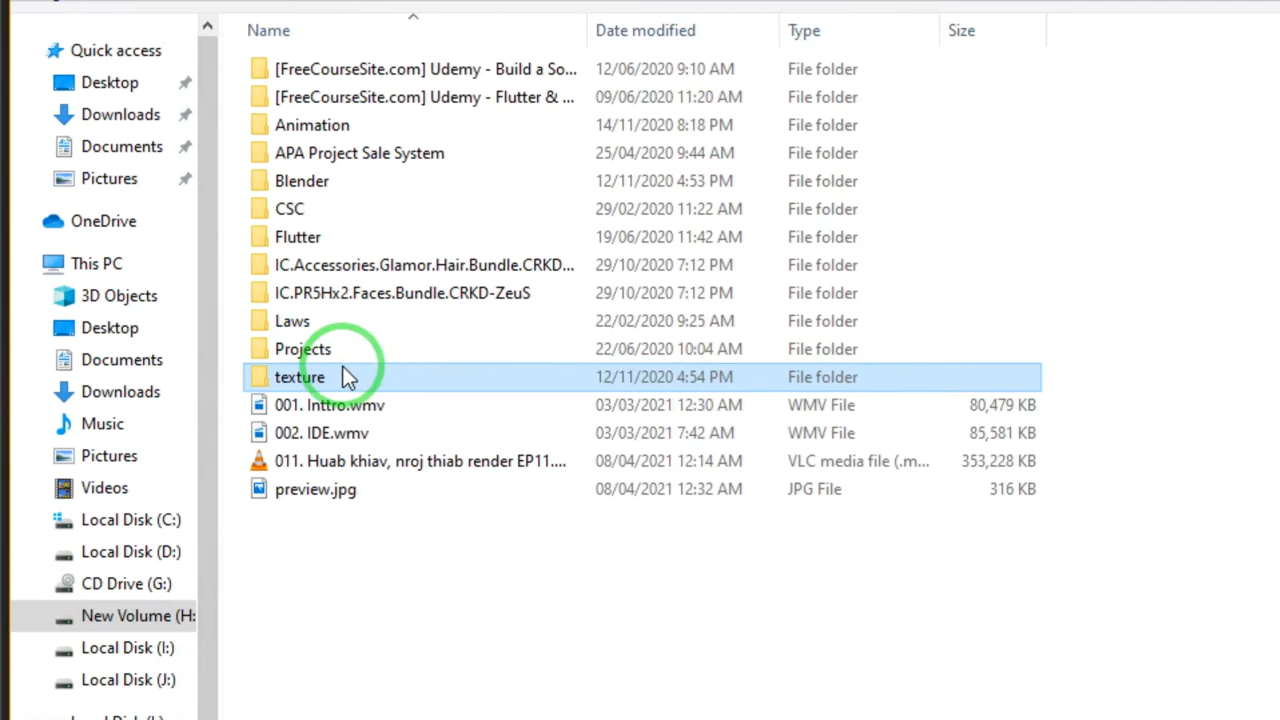 Name Date modified Type Size
Quick access
Desktop
Downloads
Documents
Pictures
OneDrive
This PC
3D Objects
Desktop
Documents
Downloads
Music
Pictures
Videos
Local Disk (C:)
Local Disk (D:)
CD Drive (G:)
New Volume (H:
Local Disk (I:)
Local Disk (J:)
[FreeCourseSite.com] Udemy - Build a So... 12/06/2020 9:10 AM File folder
[FreeCourseSite.com] Udemy - Flutter & ... 09/06/2020 11:20 AM File folder
Animation 14/11/2020 8:18 PM File folder
APA Project Sale System 25/04/2020 9:44 AM File folder
Blender 12/11/2020 4:53 PM File folder
CSC 29/02/2020 11:22 AM File folder
Flutter 19/06/2020 11:42 AM File folder
IC.Accessories.Glamor.Hair.Bundle.CRKD... 29/10/2020 7:12 PM File folder
IC.PR5Hx2.Faces.Bundle.CRKD-ZeuS 29/10/2020 7:12 PM File folder
Laws 22/02/2020 9:25 AM File folder
Projects 22/06/2020 10:04 AM File folder
texture 12/11/2020 4:54 PM File folder
001. Inttro.wmv 03/03/2021 12:30 AM WMV File 80,479 KB
002. IDE.wmv 03/03/2021 7:42 AM WMV File 85,581 KB
011. Huab khiav, nroj thiab render EP11.... 08/04/2021 12:14 AM VLC media file (.m... 353,228 KB
preview.jpg 08/04/2021 12:32 AM JPG File 316 KB